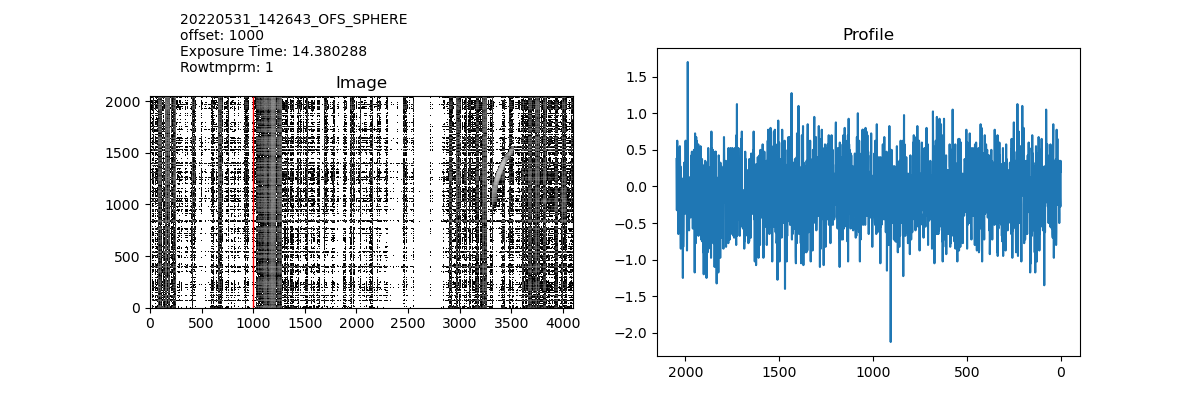 20220531_142643_OFS_SPHERE
offset: 1000
Exposure Time: 14.380288
Rowtmprm: 1
Image
2000
1500
1000
500
0
0 500 1000 1500 2000 2500 3000 3500 4000
Profile
1.5
1.0
0.5
0.0
−0.5
−1.0
−1.5
−2.0
2000 1500 1000 500 0